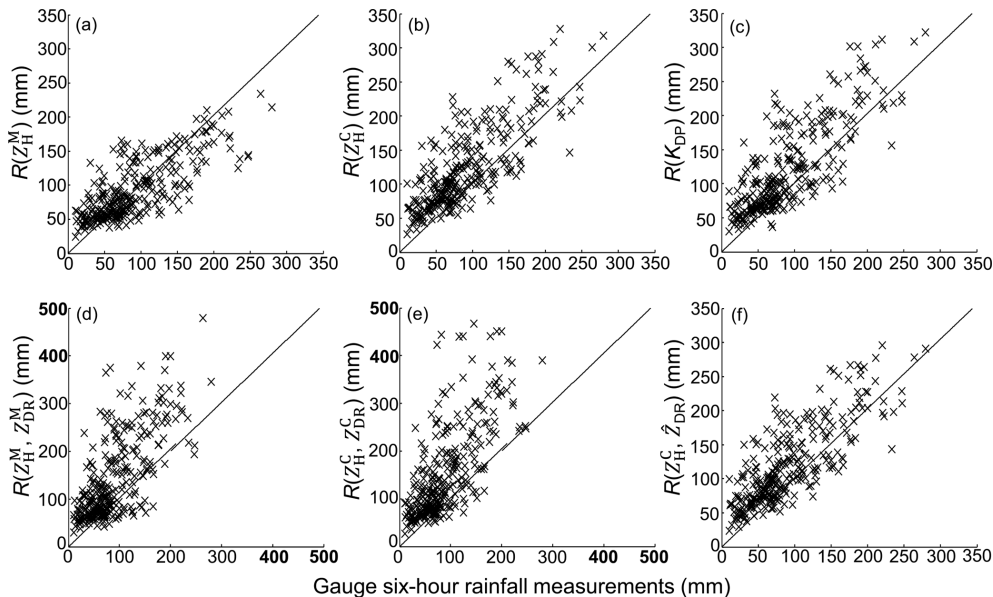 (a)
R(Z_H^M) (mm)
350
300
250
200
150
100
50
0
0 50 100 150 200 250 300 350
(b)
R(Z_H^C) (mm)
350
300
250
200
150
100
50
0
0 50 100 150 200 250 300 350
(c)
R(K_DP) (mm)
350
300
250
200
150
100
50
0
0 50 100 150 200 250 300 350
(d)
R(Z_H^M, Z_DR^M) (mm)
500
400
300
200
100
0
0 100 200 300 400 500
(e)
R(Z_H^C, Z_DR^C) (mm)
500
400
300
200
100
0
0 100 200 300 400 500
(f)
R(Z_H^C, Ẑ_DR) (mm)
350
300
250
200
150
100
50
0
0 50 100 150 200 250 300 350
Gauge six-hour rainfall measurements (mm)